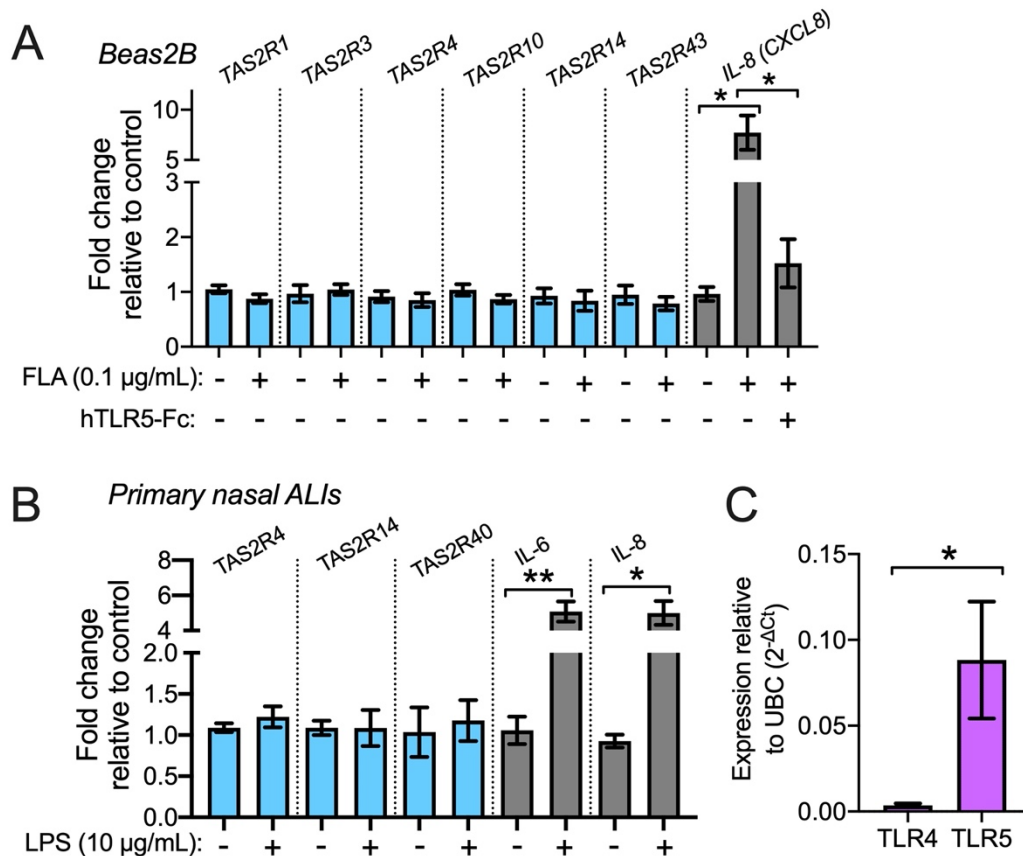 A
Beas2B
TAS2R1
TAS2R3
TAS2R4
TAS2R10
TAS2R14
TAS2R43
IL-8 (CXCL8)
* *
Fold change
relative to control
10
5
3
2
1
0
FLA (0.1 µg/mL): - + - + - + - + - + - + - + +
hTLR5-Fc: - - - - - - - - - - - - - - +
B
Primary nasal ALIs
TAS2R4
TAS2R14
TAS2R40
IL-6
IL-8
** *
Fold change
relative to control
8
6
4
2.0
1.5
1.0
0.5
0.0
LPS (10 µg/mL): - + - + - + - + - +
C
*
Expression relative
to UBC (2-ΔCt)
0.15
0.10
0.05
0.00
TLR4 TLR5